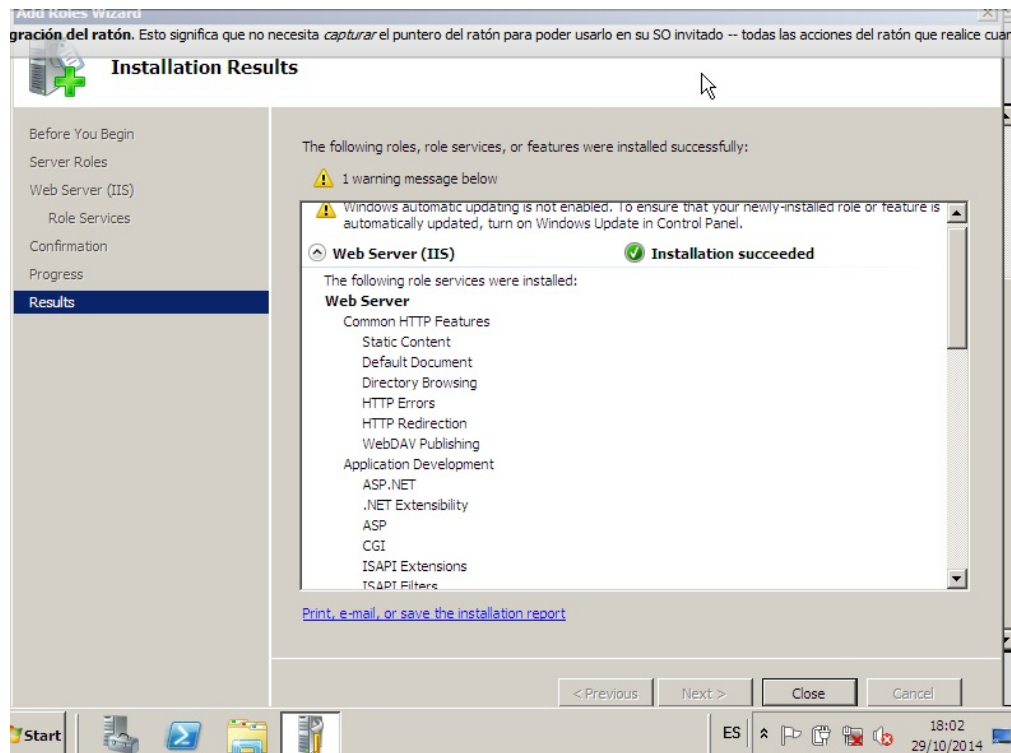 Add Roles Wizard
gración del ratón. Esto significa que no necesita capturar el puntero del ratón para poder usarlo en su SO invitado -- todas las acciones del ratón que realice cuar
Installation Results
Before You Begin
Server Roles
Web Server (IIS)
Role Services
Confirmation
Progress
Results
The following roles, role services, or features were installed successfully:
1 warning message below
Windows automatic updating is not enabled. To ensure that your newly-installed role or feature is
automatically updated, turn on Windows Update in Control Panel.
Web Server (IIS) Installation succeeded
The following role services were installed:
Web Server
Common HTTP Features
Static Content
Default Document
Directory Browsing
HTTP Errors
HTTP Redirection
WebDAV Publishing
Application Development
ASP.NET
.NET Extensibility
ASP
CGI
ISAPI Extensions
ISAPI Filters
Print, e-mail, or save the installation report
< Previous Next > Close Cancel
Start ES 18:02
29/10/2014